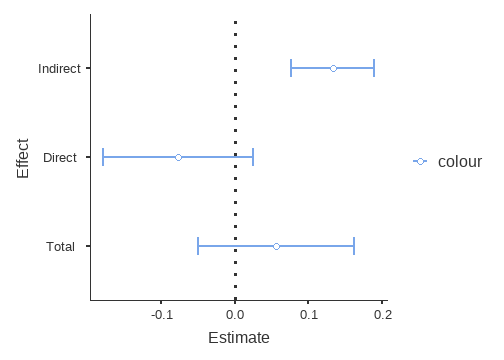 Indirect
Direct
Total
Effect
-0.1 0.0 0.1 0.2
Estimate
colour